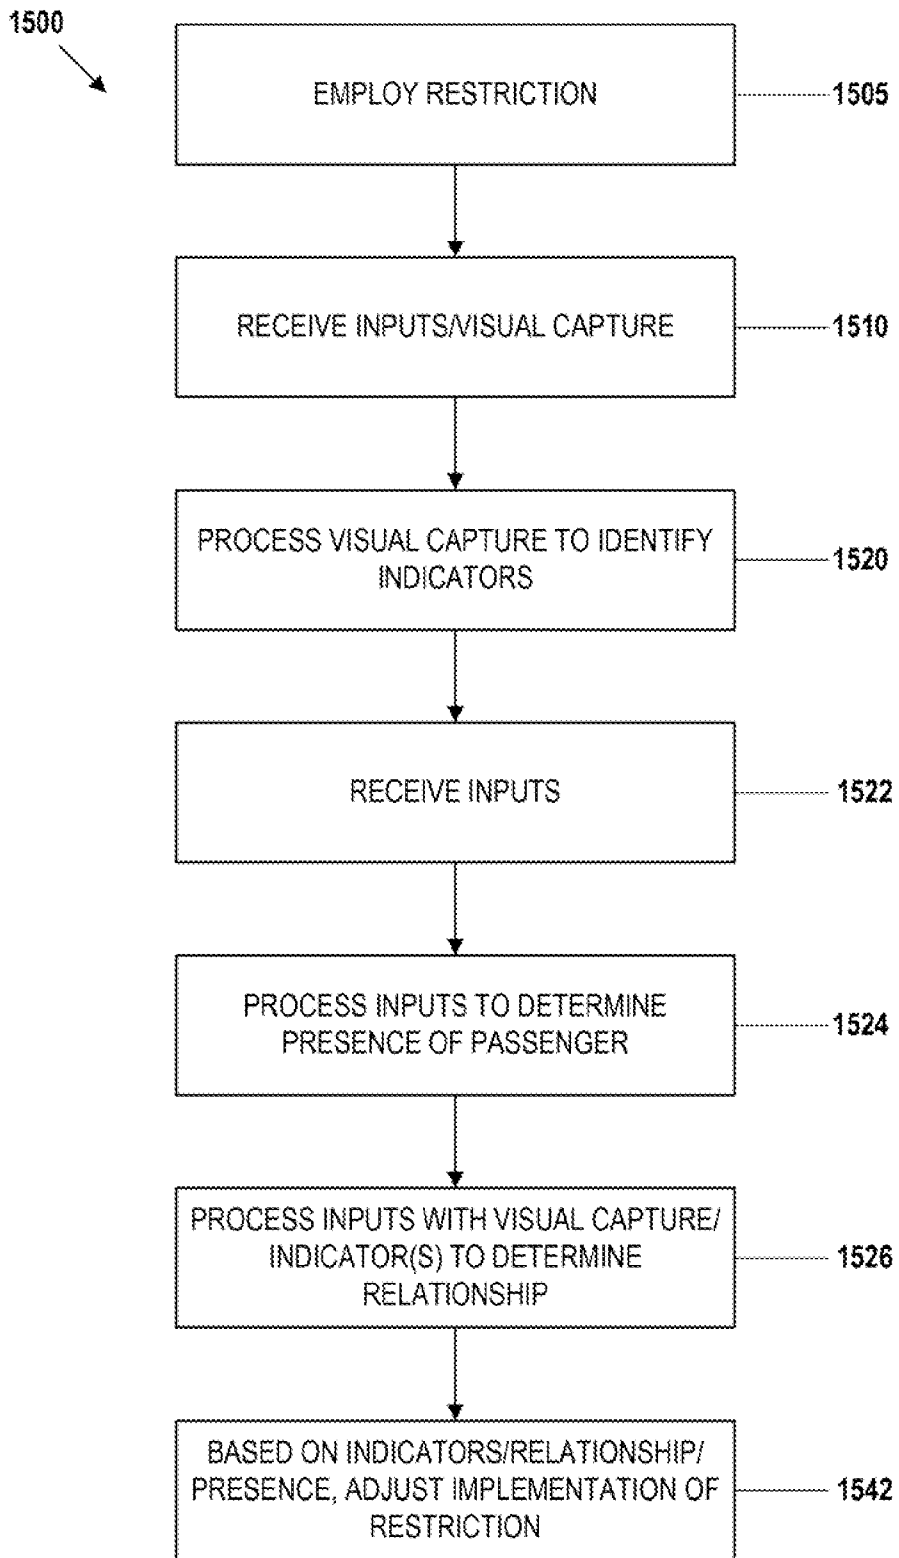 1500
EMPLOY RESTRICTION
1505
RECEIVE INPUTS/VISUAL CAPTURE
1510
PROCESS VISUAL CAPTURE TO IDENTIFY
INDICATORS
1520
RECEIVE INPUTS
1522
PROCESS INPUTS TO DETERMINE
PRESENCE OF PASSENGER
1524
PROCESS INPUTS WITH VISUAL CAPTURE/
INDICATOR(S) TO DETERMINE
RELATIONSHIP
1526
BASED ON INDICATORS/RELATIONSHIP/
PRESENCE, ADJUST IMPLEMENTATION OF
RESTRICTION
1542